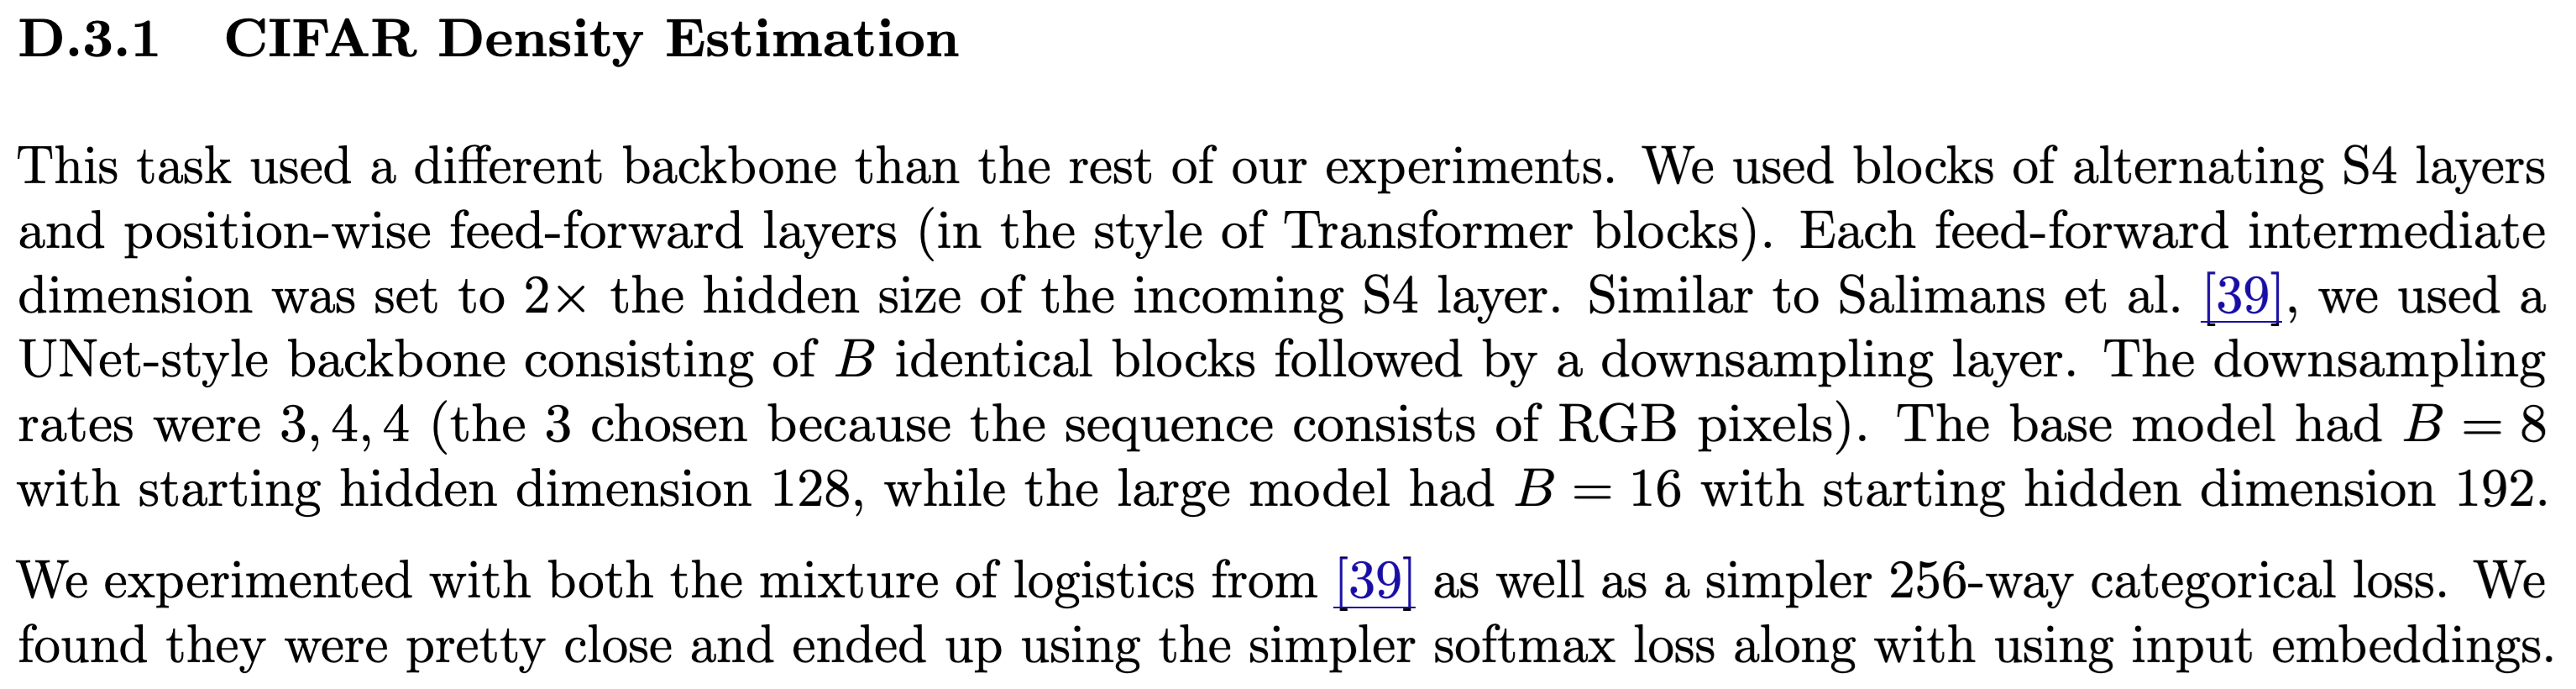 D.3.1 CIFAR Density Estimation
This task used a different backbone than the rest of our experiments. We used blocks of alternating S4 layers
and position-wise feed-forward layers (in the style of Transformer blocks). Each feed-forward intermediate
dimension was set to 2× the hidden size of the incoming S4 layer. Similar to Salimans et al. [39], we used a
UNet-style backbone consisting of B identical blocks followed by a downsampling layer. The downsampling
rates were 3, 4, 4 (the 3 chosen because the sequence consists of RGB pixels). The base model had B = 8
with starting hidden dimension 128, while the large model had B = 16 with starting hidden dimension 192.
We experimented with both the mixture of logistics from [39] as well as a simpler 256-way categorical loss. We
found they were pretty close and ended up using the simpler softmax loss along with using input embeddings.